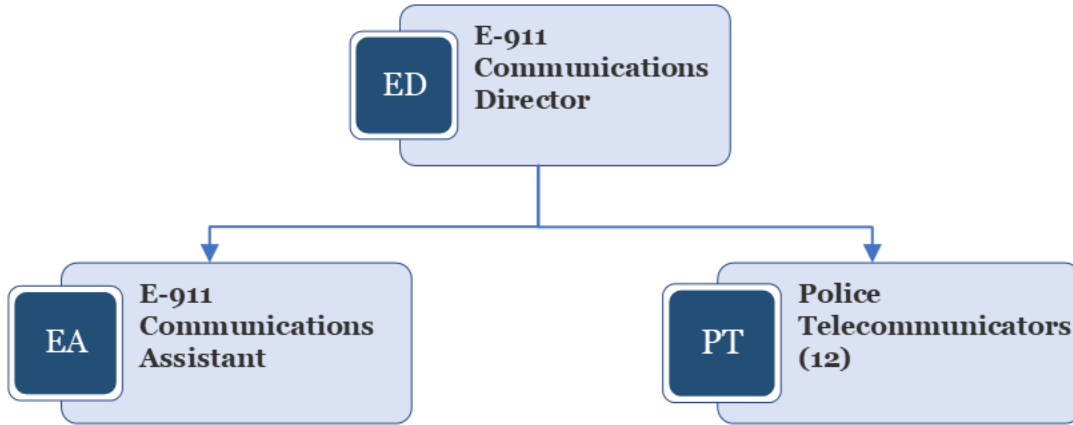 ED
E-911
Communications
Director
EA
E-911
Communications
Assistant
PT
Police
Telecommunicators
(12)